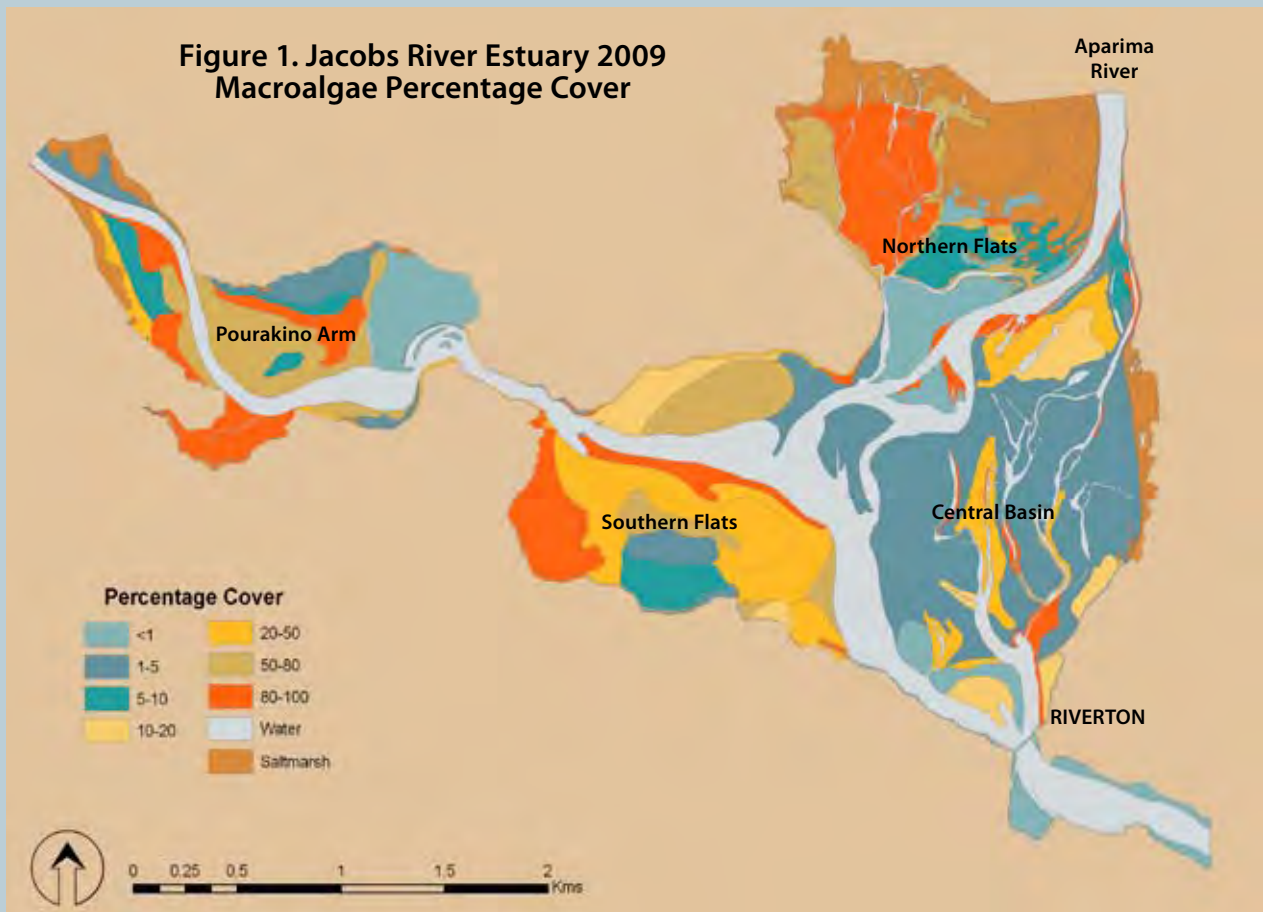 Figure 1. Jacobs River Estuary 2009
Macroalgae Percentage Cover
Aparima
River
Northern Flats
Pourakino Arm
Southern Flats
Central Basin
RIVERTON
Percentage Cover
<1
1-5
5-10
10-20
20-50
50-80
80-100
Water
Saltmarsh
0 0.25 0.5 1 1.5 2
Kms